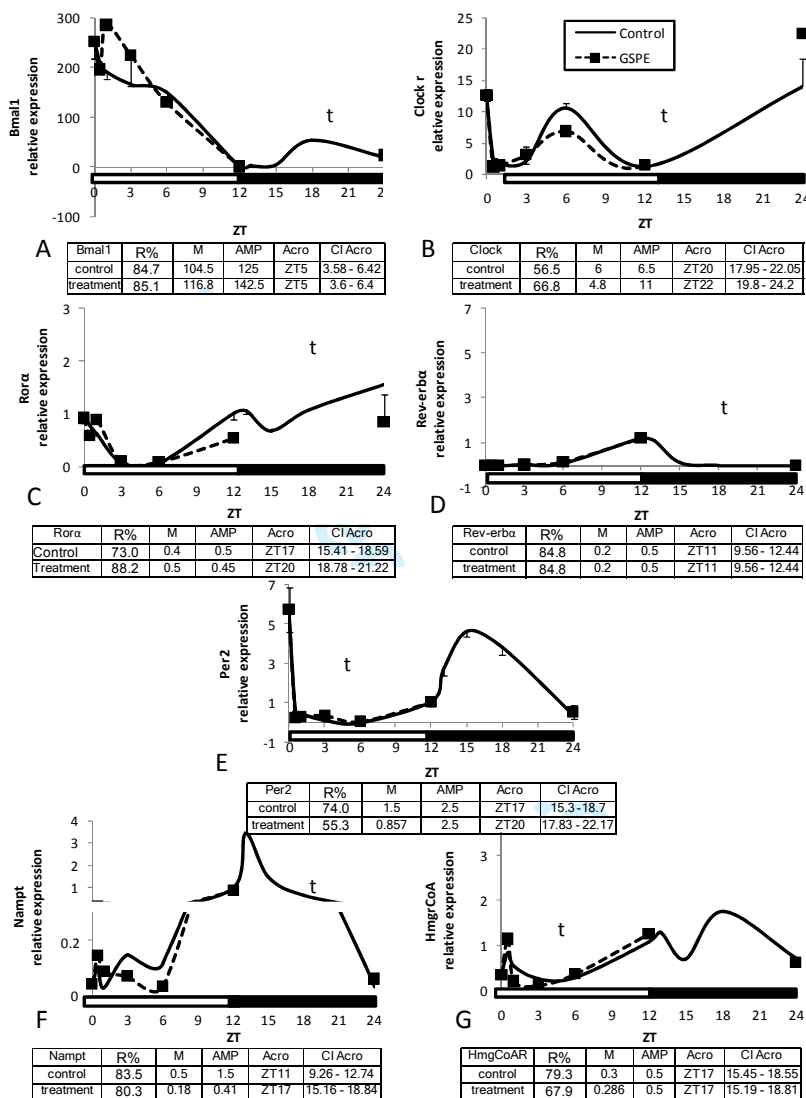 300
200
100
0
-100
Bmal1
relative expression
t
0 3 6 9 12 15 18 21 24
ZT
25
20
15
10
5
0
Clock r
elative expression
Control
GSPE
t
0 3 6 9 12 15 18 21 24
ZT
A
Bmal1 R% M AMP Acro CI Acro
control 84.7 104.5 125 ZT5 3.58 - 6.42
treatment 85.1 116.8 142.5 ZT5 3.6 - 6.4
B
Clock R% M AMP Acro CI Acro
control 56.5 6 6.5 ZT20 17.95 - 22.05
treatment 66.8 4.8 11 ZT22 19.8 - 24.2
3
2
1
0
Rorα
relative expression
t
0 3 6 9 12 15 18 21 24
ZT
7
5
3
1
-1
Rev-erbα
relative expression
t
0 3 6 9 12 15 18 21 24
ZT
C
Rorα R% M AMP Acro CI Acro
Control 73.0 0.4 0.5 ZT17 15.41 - 18.59
Treatment 88.2 0.5 0.45 ZT20 18.78 - 21.22
D
Rev-erbα R% M AMP Acro CI Acro
control 84.8 0.2 0.5 ZT11 9.56 - 12.44
treatment 84.8 0.2 0.5 ZT11 9.56 - 12.44
7
5
3
1
-1
Per2
relative expression
t
0 3 6 9 12 15 18 21 24
ZT
E
Per2 R% M AMP Acro CI Acro
control 74.0 1.5 2.5 ZT17 15.3 - 18.7
treatment 55.3 0.857 2.5 ZT20 17.83 - 22.17
4
3
2
1
0.2
0
Nampt
relative expression
t
0 3 6 9 12 15 18 21 24
ZT
3
2
1
0
HmgrCoA
relative expression
t
0 3 6 9 12 15 18 21 24
ZT
F
Nampt R% M AMP Acro CI Acro
control 83.5 0.5 1.5 ZT11 9.26 - 12.74
treatment 80.3 0.18 0.41 ZT17 15.16 - 18.84
G
HmgCoAR R% M AMP Acro CI Acro
control 79.3 0.3 0.5 ZT17 15.45 - 18.55
treatment 67.9 0.286 0.5 ZT17 15.19 - 18.81